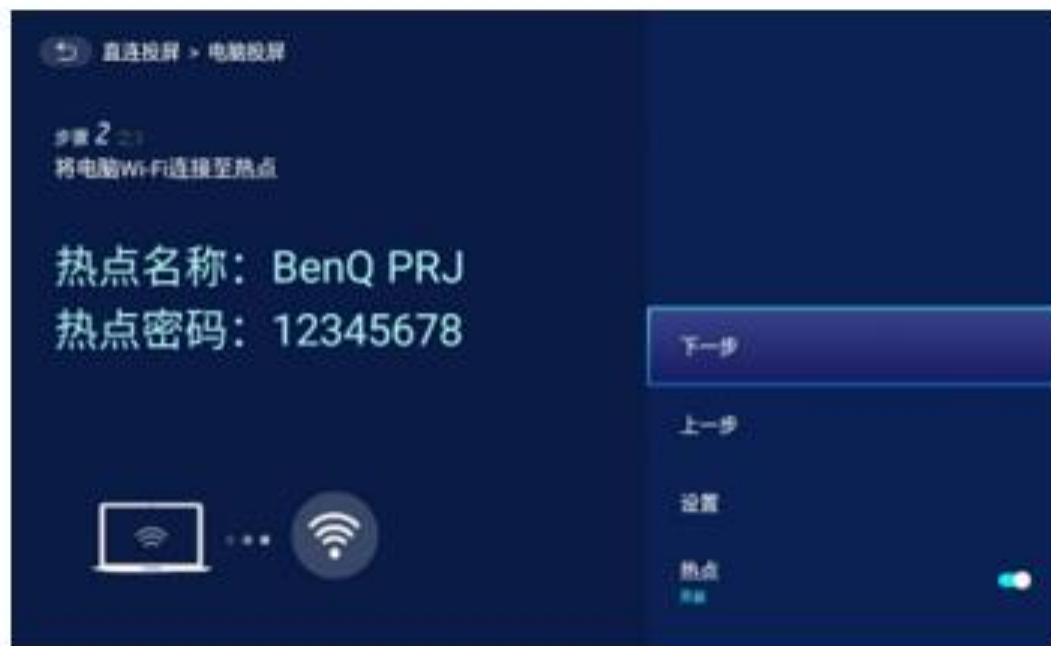 直连投屏 > 电脑投屏
步骤 2
将电脑Wi-Fi连接至热点
热点名称：BenQ PRJ
热点密码：12345678
下一步
上一步
设置
热点